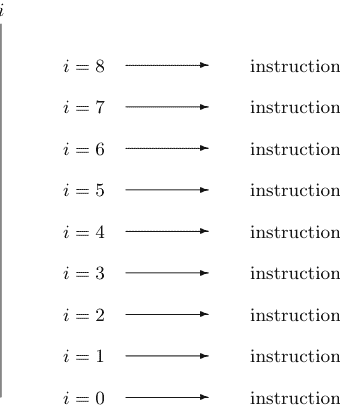 i
i = 8 instruction
i = 7 instruction
i = 6 instruction
i = 5 instruction
i = 4 instruction
i = 3 instruction
i = 2 instruction
i = 1 instruction
i = 0 instruction